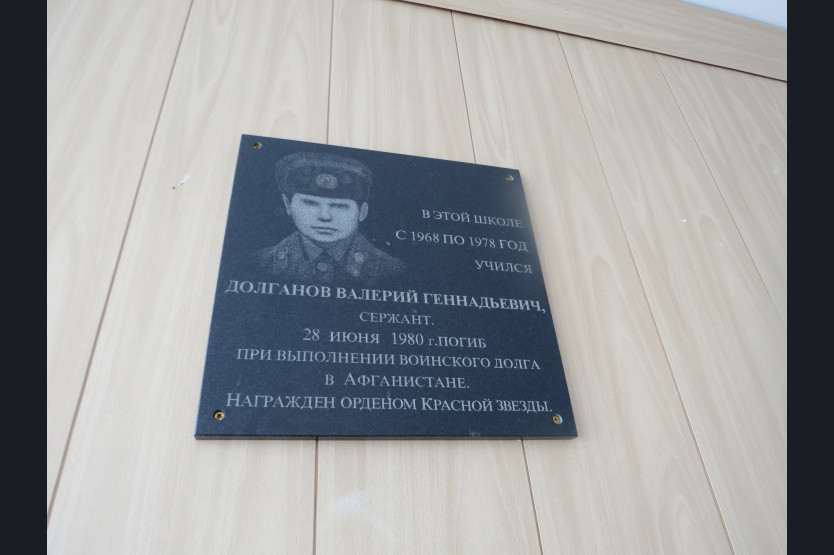 В ЭТОЙ ШКОЛЕ
С 1968 ПО 1978 ГОД
УЧИЛСЯ
ДОЛГАНОВ ВАЛЕРИЙ ГЕННАДЬЕВИЧ,
СЕРЖАНТ.
28 ИЮНЯ 1980 г.ПОГИБ
ПРИ ВЫПОЛНЕНИИ ВОИНСКОГО ДОЛГА
В АФГАНИСТАНЕ.
НАГРАЖДЕН ОРДЕНОМ КРАСНОЙ ЗВЕЗДЫ.